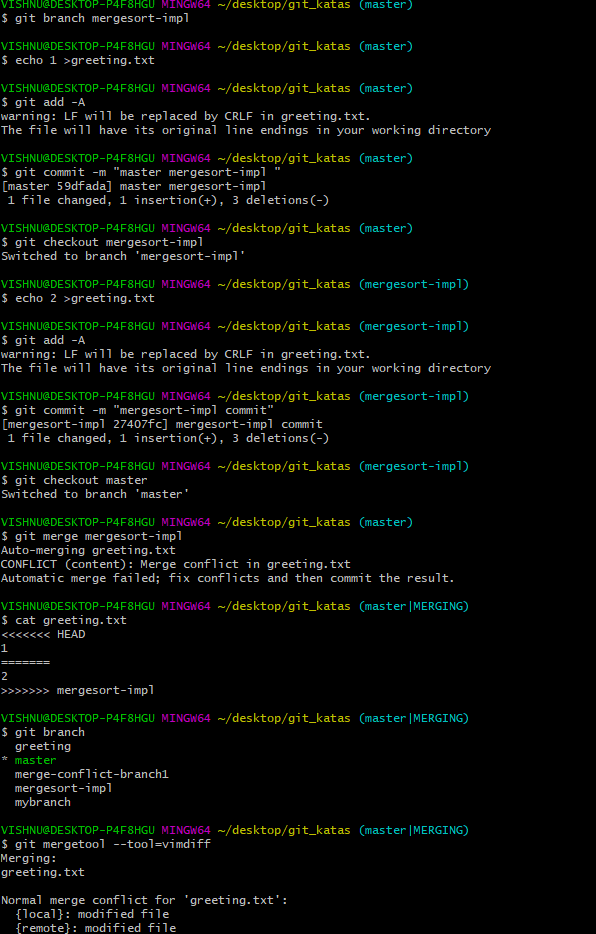 VISHNU@DESKTOP-P4F8HGU MINGW64 ~/desktop/git_katas (master)
$ git branch mergesort-impl

VISHNU@DESKTOP-P4F8HGU MINGW64 ~/desktop/git_katas (master)
$ echo 1 >greeting.txt

VISHNU@DESKTOP-P4F8HGU MINGW64 ~/desktop/git_katas (master)
$ git add -A
warning: LF will be replaced by CRLF in greeting.txt.
The file will have its original line endings in your working directory

VISHNU@DESKTOP-P4F8HGU MINGW64 ~/desktop/git_katas (master)
$ git commit -m "master mergesort-impl "
[master 59dfada] master mergesort-impl
 1 file changed, 1 insertion(+), 3 deletions(-)

VISHNU@DESKTOP-P4F8HGU MINGW64 ~/desktop/git_katas (master)
$ git checkout mergesort-impl
Switched to branch 'mergesort-impl'

VISHNU@DESKTOP-P4F8HGU MINGW64 ~/desktop/git_katas (mergesort-impl)
$ echo 2 >greeting.txt

VISHNU@DESKTOP-P4F8HGU MINGW64 ~/desktop/git_katas (mergesort-impl)
$ git add -A
warning: LF will be replaced by CRLF in greeting.txt.
The file will have its original line endings in your working directory

VISHNU@DESKTOP-P4F8HGU MINGW64 ~/desktop/git_katas (mergesort-impl)
$ git commit -m "mergesort-impl commit"
[mergesort-impl 27407fc] mergesort-impl commit
 1 file changed, 1 insertion(+), 3 deletions(-)

VISHNU@DESKTOP-P4F8HGU MINGW64 ~/desktop/git_katas (mergesort-impl)
$ git checkout master
Switched to branch 'master'

VISHNU@DESKTOP-P4F8HGU MINGW64 ~/desktop/git_katas (master)
$ git merge mergesort-impl
Auto-merging greeting.txt
CONFLICT (content): Merge conflict in greeting.txt
Automatic merge failed; fix conflicts and then commit the result.

VISHNU@DESKTOP-P4F8HGU MINGW64 ~/desktop/git_katas (master|MERGING)
$ cat greeting.txt
<<<<<<< HEAD
1
=======
2
>>>>>>> mergesort-impl

VISHNU@DESKTOP-P4F8HGU MINGW64 ~/desktop/git_katas (master|MERGING)
$ git branch
  greeting
* master
  merge-conflict-branch1
  mergesort-impl
  mybranch

VISHNU@DESKTOP-P4F8HGU MINGW64 ~/desktop/git_katas (master|MERGING)
$ git mergetool --tool=vimdiff
Merging:
greeting.txt

Normal merge conflict for 'greeting.txt':
  {local}: modified file
  {remote}: modified file